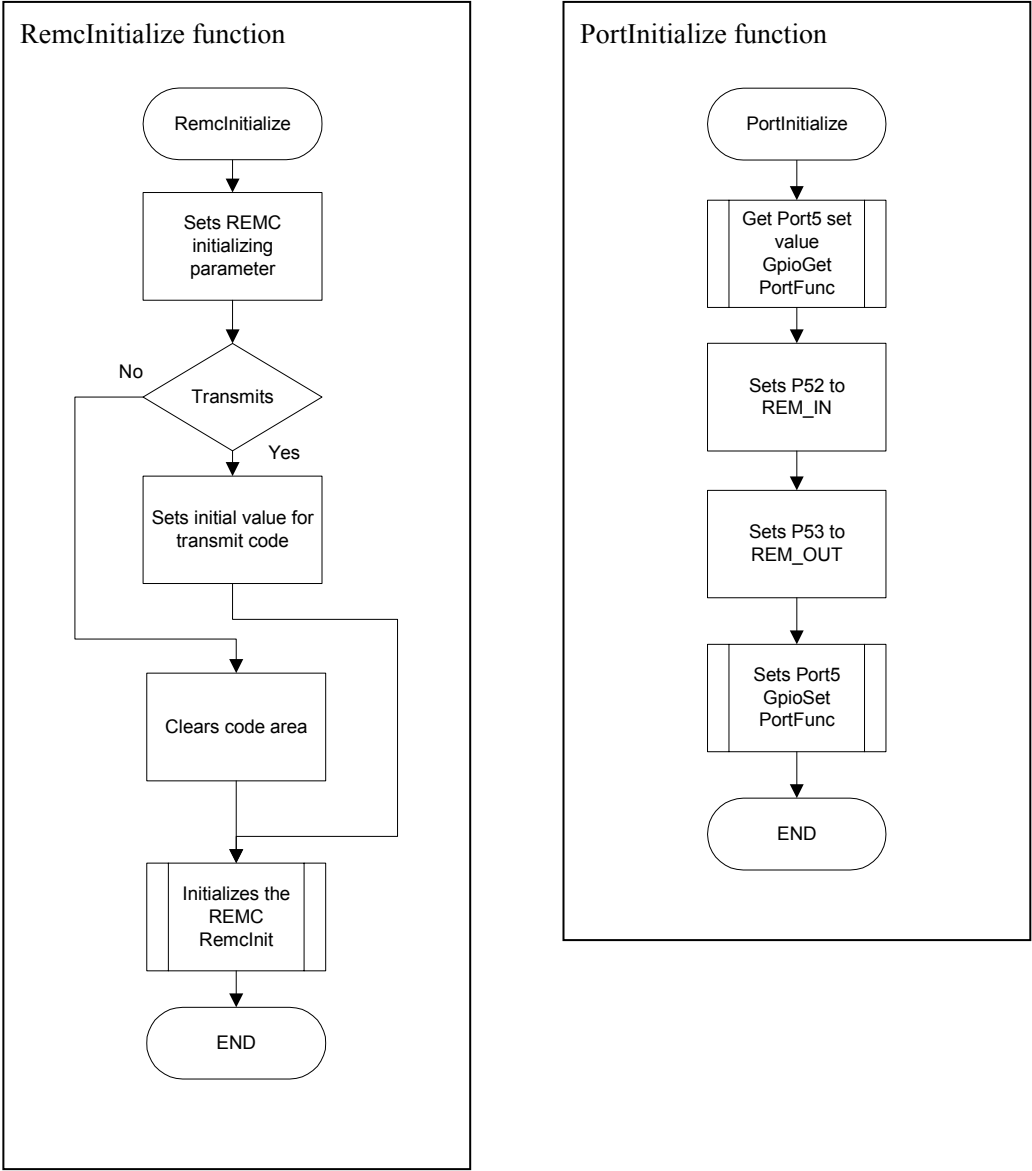 RemcInitialize function
RemcInitialize
Sets REMC
initializing
parameter
No
Transmits
Yes
Sets initial value for
transmit code
Clears code area
Initializes the
REMC
RemcInit
END
PortInitialize function
PortInitialize
Get Port5 set
value
GpioGet
PortFunc
Sets P52 to
REM_IN
Sets P53 to
REM_OUT
Sets Port5
GpioSet
PortFunc
END